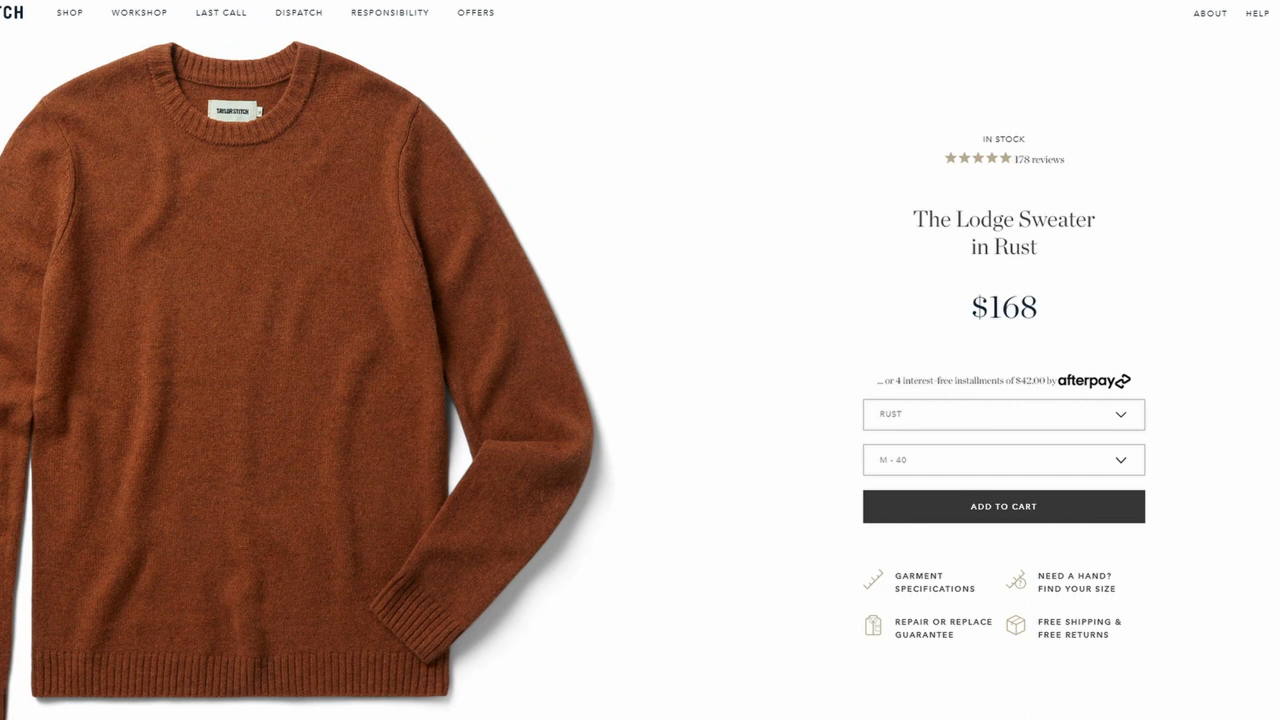 TCH
SHOP WORKSHOP LAST CALL DISPATCH RESPONSIBILITY OFFERS
ABOUT HELP
TAYLOR STITCH
IN STOCK
178 reviews
The Lodge Sweater
in Rust
$168
... or 4 interest-free installments of $42.00 by afterpay
RUST
M - 40
ADD TO CART
GARMENT
SPECIFICATIONS
NEED A HAND?
FIND YOUR SIZE
REPAIR OR REPLACE
GUARANTEE
FREE SHIPPING &
FREE RETURNS